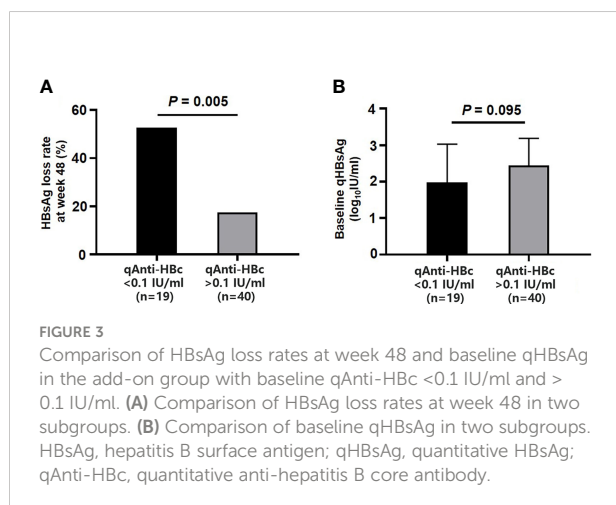 A
P = 0.005
HBsAg loss rate
at week 48 (%)
60
40
20
0
qAnti-HBc
<0.1 IU/ml
(n=19)
qAnti-HBc
>0.1 IU/ml
(n=40)
B
P = 0.095
Baseline qHBsAg
(log₁₀IU/ml)
4
3
2
1
0
qAnti-HBc
<0.1 IU/ml
(n=19)
qAnti-HBc
>0.1 IU/ml
(n=40)
FIGURE 3
Comparison of HBsAg loss rates at week 48 and baseline qHBsAg
in the add-on group with baseline qAnti-HBc <0.1 IU/ml and >
0.1 IU/ml. (A) Comparison of HBsAg loss rates at week 48 in two
subgroups. (B) Comparison of baseline qHBsAg in two subgroups.
HBsAg, hepatitis B surface antigen; qHBsAg, quantitative HBsAg;
qAnti-HBc, quantitative anti-hepatitis B core antibody.